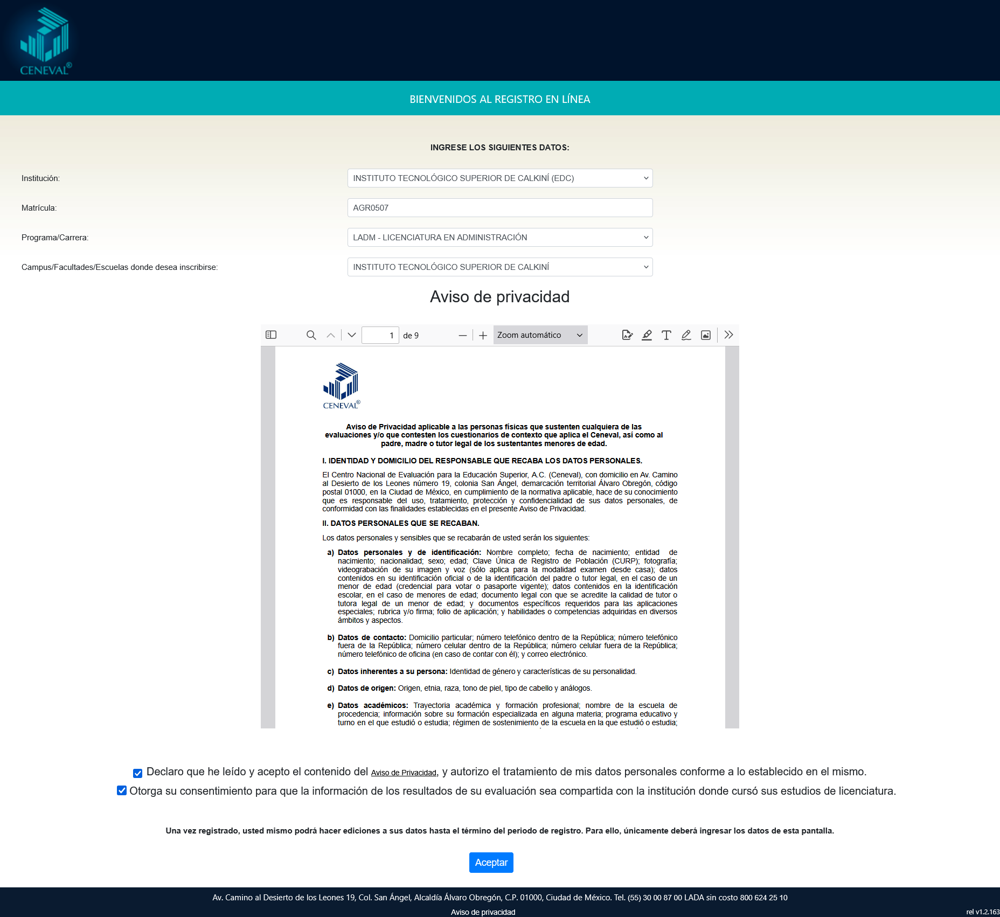 CENEVAL®
BIENVENIDOS AL REGISTRO EN LÍNEA
INGRESE LOS SIGUIENTES DATOS:
Institución:
INSTITUTO TECNOLÓGICO SUPERIOR DE CALKINÍ (EDC)
Matrícula:
AGR0507
Programa/Carrera:
LADM - LICENCIATURA EN ADMINISTRACIÓN
Campus/Facultades/Escuelas donde desea inscribirse:
INSTITUTO TECNOLÓGICO SUPERIOR DE CALKINÍ
Aviso de privacidad
1 de 9 Zoom automático
CENEVAL®
Aviso de Privacidad aplicable a las personas físicas que sustenten cualquiera de las
evaluaciones y/o que contesten los cuestionarios de contexto que aplica el Ceneval, así como al
padre, madre o tutor legal de los sustentantes menores de edad.
I. IDENTIDAD Y DOMICILIO DEL RESPONSABLE QUE RECABA LOS DATOS PERSONALES.
El Centro Nacional de Evaluación para la Educación Superior, A.C. (Ceneval), con domicilio en Av. Camino
al Desierto de los Leones número 19, colonia San Ángel, demarcación territorial Álvaro Obregón, código
postal 01000, en la Ciudad de México, en cumplimiento de la normativa aplicable, hace de su conocimiento
que es responsable del uso, tratamiento, protección y confidencialidad de sus datos personales, de
conformidad con las finalidades establecidas en el presente Aviso de Privacidad.
II. DATOS PERSONALES QUE SE RECABAN.
Los datos personales y sensibles que se recabarán de usted serán los siguientes:
a) Datos personales y de identificación: Nombre completo; fecha de nacimiento; entidad de
nacimiento; nacionalidad; sexo; edad; Clave Única de Registro de Población (CURP); fotografía;
videograbación de su imagen y voz (sólo aplica para la modalidad examen desde casa); datos
contenidos en su identificación oficial o de la identificación del padre o tutor legal, en el caso de un
menor de edad (credencial para votar o pasaporte vigente); datos contenidos en la identificación
escolar, en el caso de menores de edad; documento legal con que se acredite la calidad de tutor o
tutora legal de un menor de edad; y documentos específicos requeridos para las aplicaciones
especiales; rubrica y/o firma; folio de aplicación; y habilidades o competencias adquiridas en diversos
ámbitos y aspectos.
b) Datos de contacto: Domicilio particular; número telefónico dentro de la República; número telefónico
fuera de la República; número celular dentro de la República; número celular fuera de la República;
número telefónico de oficina (en caso de contar con él); y correo electrónico.
c) Datos inherentes a su persona: Identidad de género y características de su personalidad.
d) Datos de origen: Origen, etnia, raza, tono de piel, tipo de cabello y análogos.
e) Datos académicos: Trayectoria académica y formación profesional; nombre de la escuela de
procedencia; información sobre su formación especializada en alguna materia; programa educativo y
turno en el que estudió o estudia; régimen de sostenimiento de la escuela en la que estudió o estudia;
Declaro que he leído y acepto el contenido del Aviso de Privacidad, y autorizo el tratamiento de mis datos personales conforme a lo establecido en el mismo.
Otorga su consentimiento para que la información de los resultados de su evaluación sea compartida con la institución donde cursó sus estudios de licenciatura.
Una vez registrado, usted mismo podrá hacer ediciones a sus datos hasta el término del periodo de registro. Para ello, únicamente deberá ingresar los datos de esta pantalla.
Aceptar
Av. Camino al Desierto de los Leones 19, Col. San Ángel, Alcaldía Álvaro Obregón, C.P. 01000, Ciudad de México. Tel. (55) 30 00 87 00 LADA sin costo 800 624 25 10
Aviso de privacidad
rel v1.2.163